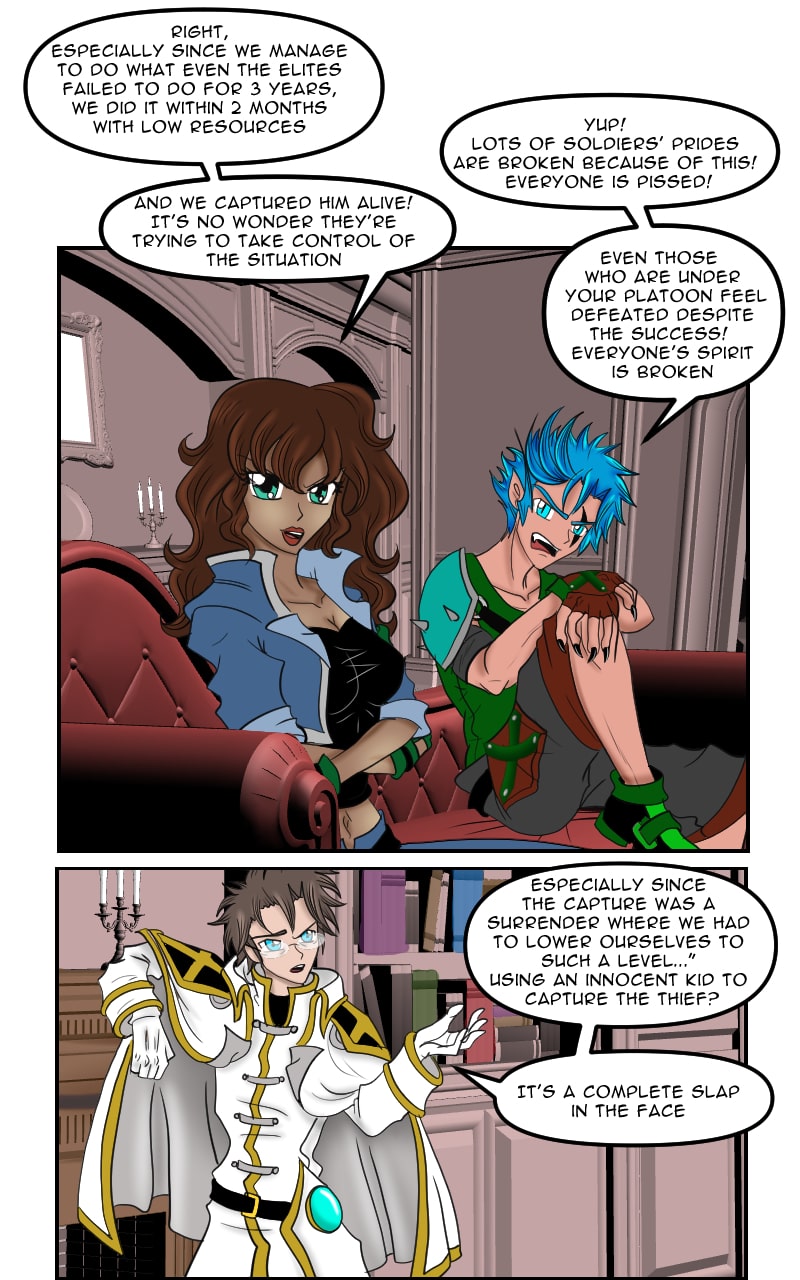 RIGHT,
ESPECIALLY SINCE WE MANAGE
TO DO WHAT EVEN THE ELITES
FAILED TO DO FOR 3 YEARS,
WE DID IT WITHIN 2 MONTHS
WITH LOW RESOURCES
AND WE CAPTURED HIM ALIVE!
IT'S NO WONDER THEY'RE
TRYING TO TAKE CONTROL OF
THE SITUATION
YUP!
LOTS OF SOLDIERS' PRIDES
ARE BROKEN BECAUSE OF THIS!
EVERYONE IS PISSED!
EVEN THOSE
WHO ARE UNDER
YOUR PLATOON FEEL
DEFEATED DESPITE
THE SUCCESS!
EVERYONE'S SPIRIT
IS BROKEN
ESPECIALLY SINCE
THE CAPTURE WAS A
SURRENDER WHERE WE HAD
TO LOWER OURSELVES TO
SUCH A LEVEL..."
USING AN INNOCENT KID TO
CAPTURE THE THIEF?
IT'S A COMPLETE SLAP
IN THE FACE